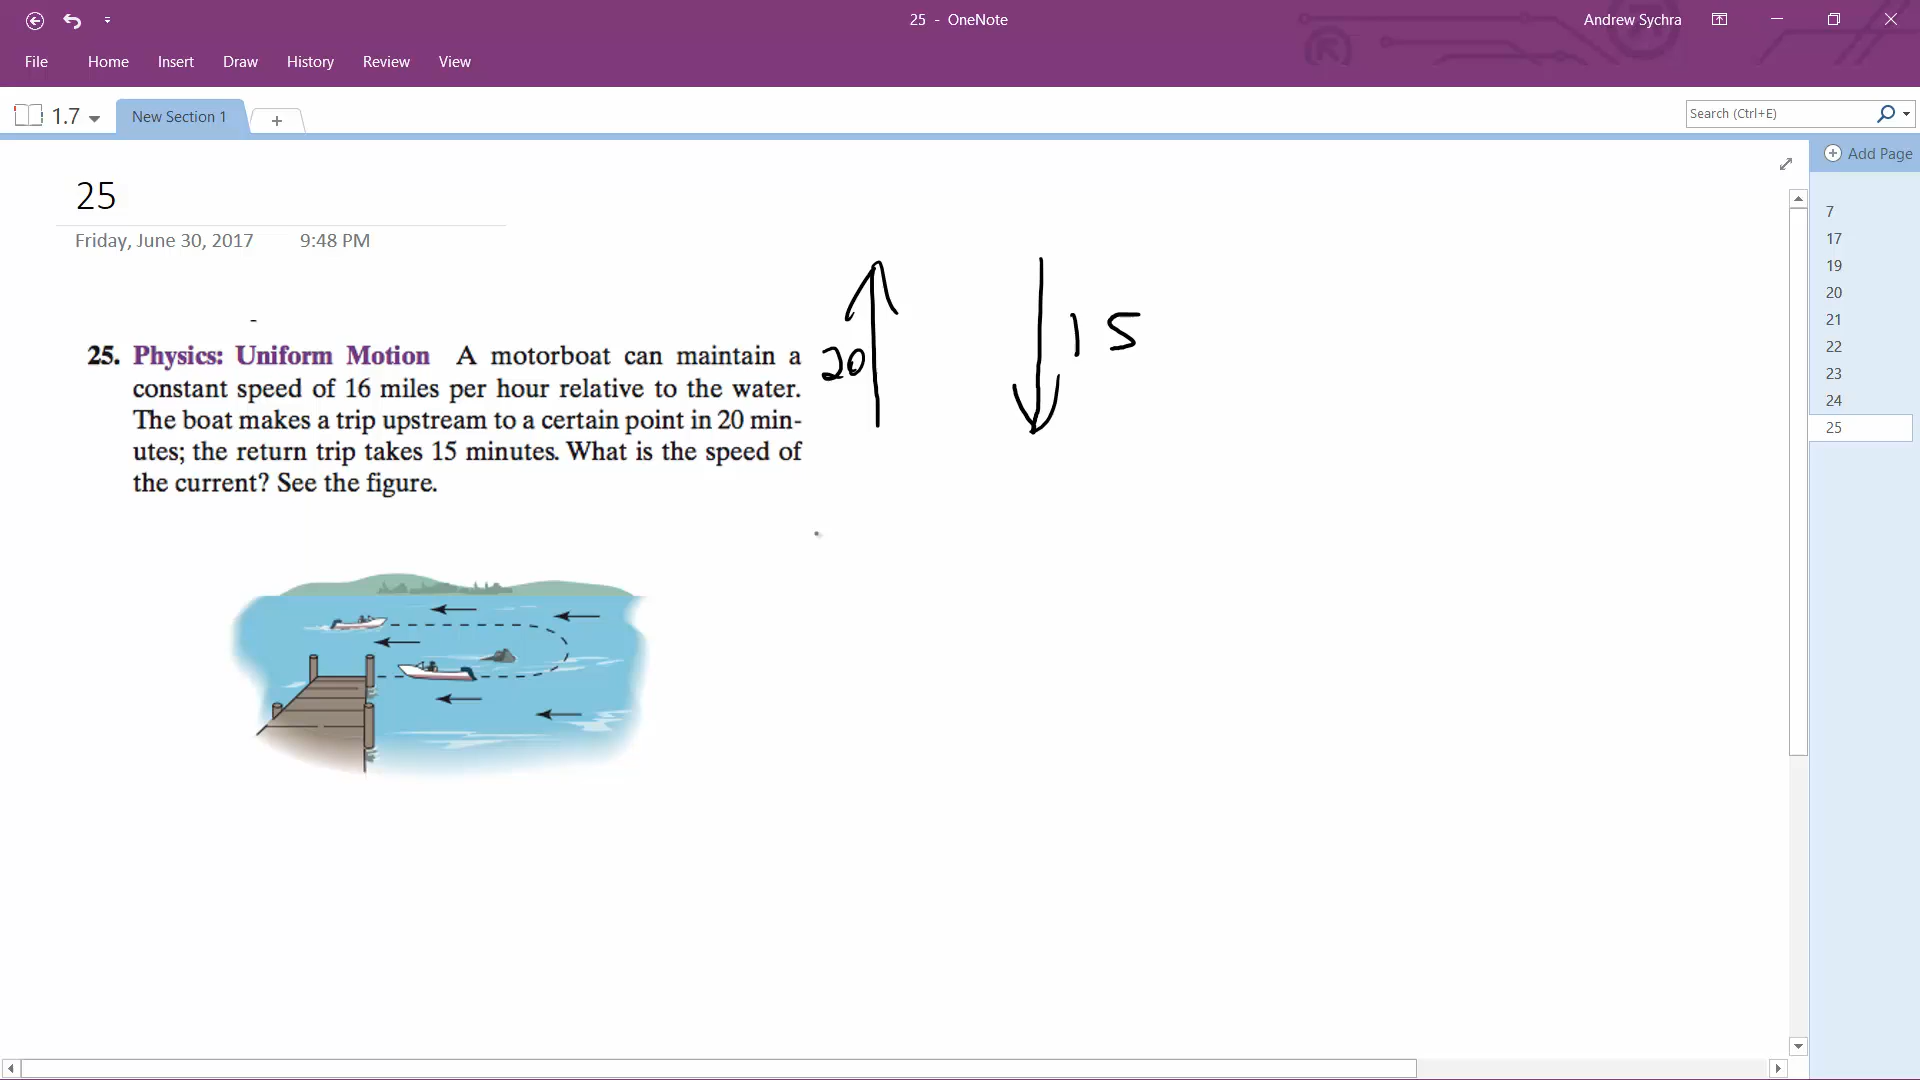 25 - OneNote
Andrew Sychra
File Home Insert Draw History Review View
1.7
New Section 1
+
Search (Ctrl+E)
Add Page
25
Friday, June 30, 2017 9:48 PM
7
17
19
20
21
22
23
24
25
25. Physics: Uniform Motion A motorboat can maintain a
constant speed of 16 miles per hour relative to the water.
The boat makes a trip upstream to a certain point in 20 min-
utes; the return trip takes 15 minutes. What is the speed of
the current? See the figure.
20
15